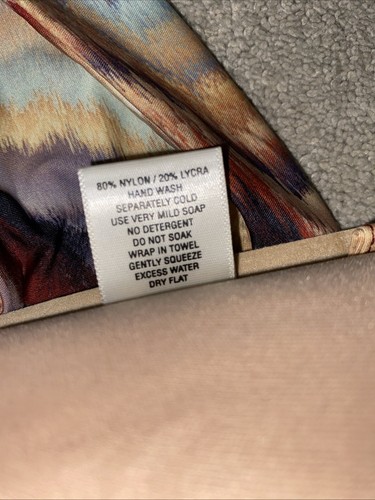 80% NYLON / 20% LYCRA
HAND WASH
SEPARATELY COLD
USE VERY MILD SOAP
NO DETERGENT
DO NOT SOAK
WRAP IN TOWEL
GENTLY SQUEEZE
EXCESS WATER
DRY FLAT